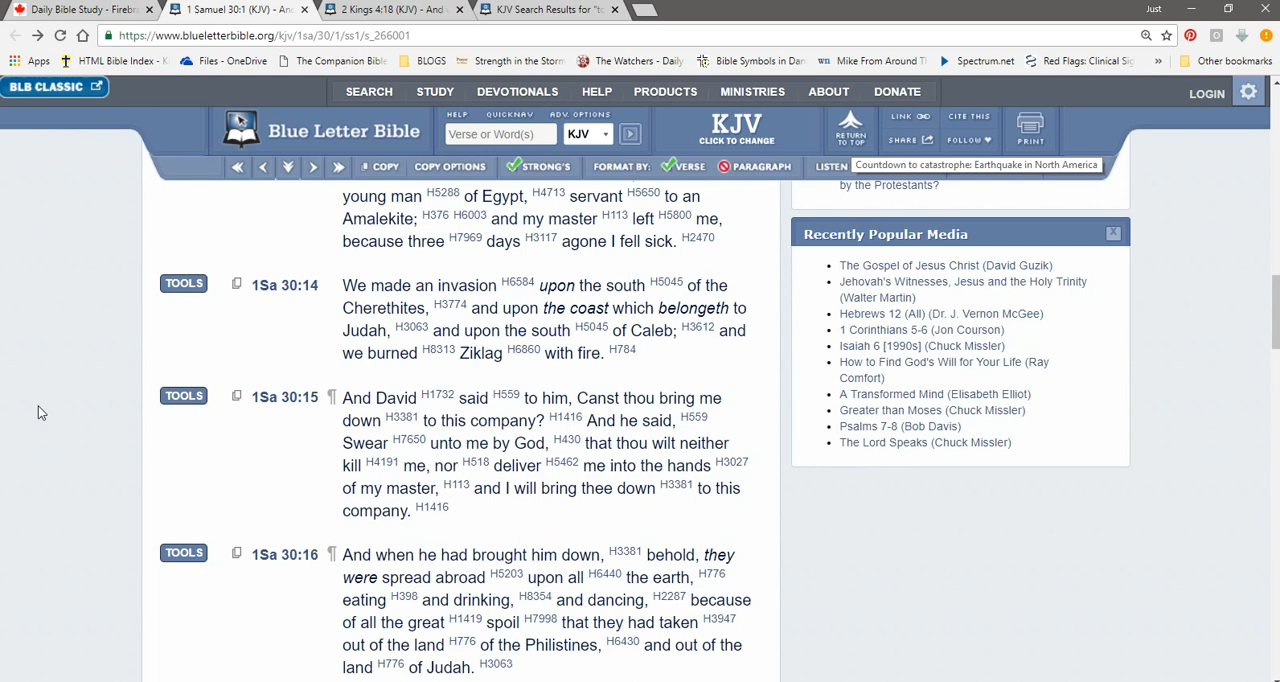 Daily Bible Study - Firebra
1 Samuel 30:1 (KJV) - And
2 Kings 4:18 (KJV) - And
KJV Search Results for "to
Just
https://www.blueletterbible.org/kjv/1sa/30/1/ss1/s_266001
Apps
HTML Bible Index - K
Files - OneDrive
The Companion Bible
BLOGS
Strength in the Storm
The Watchers - Daily
Bible Symbols in Dan
wn Mike From Around T
Spectrum.net
Red Flags: Clinical Sig
»
Other bookmarks
BLB CLASSIC
SEARCH STUDY DEVOTIONALS HELP PRODUCTS MINISTRIES ABOUT DONATE
LOGIN
Blue Letter Bible
HELP QUICKNAV ADV. OPTIONS
Verse or Word(s) KJV
KJV
CLICK TO CHANGE
RETURN
TO TOP
LINK CITE THIS
SHARE FOLLOW
PRINT
COPY COPY OPTIONS STRONG'S FORMAT BY: VERSE PARAGRAPH LISTEN
Countdown to catastrophe: Earthquake in North America
young man H5288 of Egypt, H4713 servant H5650 to an
Amalekite; H376 H6003 and my master H113 left H5800 me,
because three H7969 days H3117 agone I fell sick. H2470
TOOLS 1Sa 30:14 We made an invasion H6584 upon the south H5045 of the
Cherethites, H3774 and upon the coast which belongeth to
Judah, H3063 and upon the south H5045 of Caleb; H3612 and
we burned H8313 Ziklag H6860 with fire. H784
TOOLS 1Sa 30:15 ¶ And David H1732 said H559 to him, Canst thou bring me
down H3381 to this company? H1416 And he said, H559
Swear H7650 unto me by God, H430 that thou wilt neither
kill H4191 me, nor H518 deliver H5462 me into the hands H3027
of my master, H113 and I will bring thee down H3381 to this
company. H1416
TOOLS 1Sa 30:16 ¶ And when he had brought him down, H3381 behold, they
were spread abroad H5203 upon all H6440 the earth, H776
eating H398 and drinking, H8354 and dancing, H2287 because
of all the great H1419 spoil H7998 that they had taken H3947
out of the land H776 of the Philistines, H6430 and out of the
land H776 of Judah. H3063
by the Protestants?
Recently Popular Media
X
• The Gospel of Jesus Christ (David Guzik)
• Jehovah's Witnesses, Jesus and the Holy Trinity
(Walter Martin)
• Hebrews 12 (All) (Dr. J. Vernon McGee)
• 1 Corinthians 5-6 (Jon Courson)
• Isaiah 6 [1990s] (Chuck Missler)
• How to Find God's Will for Your Life (Ray
Comfort)
• A Transformed Mind (Elisabeth Elliot)
• Greater than Moses (Chuck Missler)
• Psalms 7-8 (Bob Davis)
• The Lord Speaks (Chuck Missler)